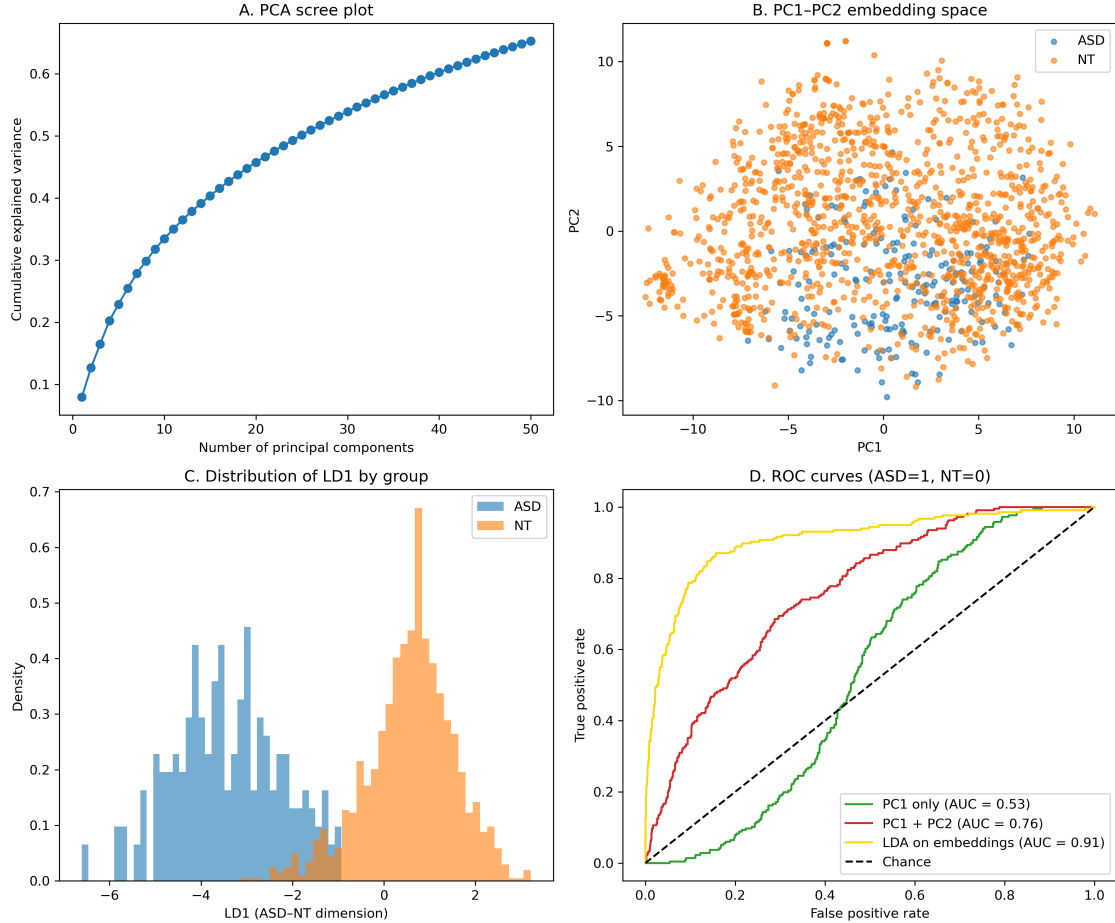 A. PCA scree plot
0.6
0.5
0.4
0.3
0.2
0.1
Cumulative explained variance
0 10 20 30 40 50
Number of principal components
B. PC1–PC2 embedding space
ASD
NT
10
5
0
−5
−10
PC2
−10 −5 0 5 10
PC1
C. Distribution of LD1 by group
ASD
NT
0.7
0.6
0.5
0.4
0.3
0.2
0.1
0.0
Density
−6 −4 −2 0 2
LD1 (ASD–NT dimension)
D. ROC curves (ASD=1, NT=0)
1.0
0.8
0.6
0.4
0.2
0.0
True positive rate
PC1 only (AUC = 0.53)
PC1 + PC2 (AUC = 0.76)
LDA on embeddings (AUC = 0.91)
Chance
0.0 0.2 0.4 0.6 0.8 1.0
False positive rate